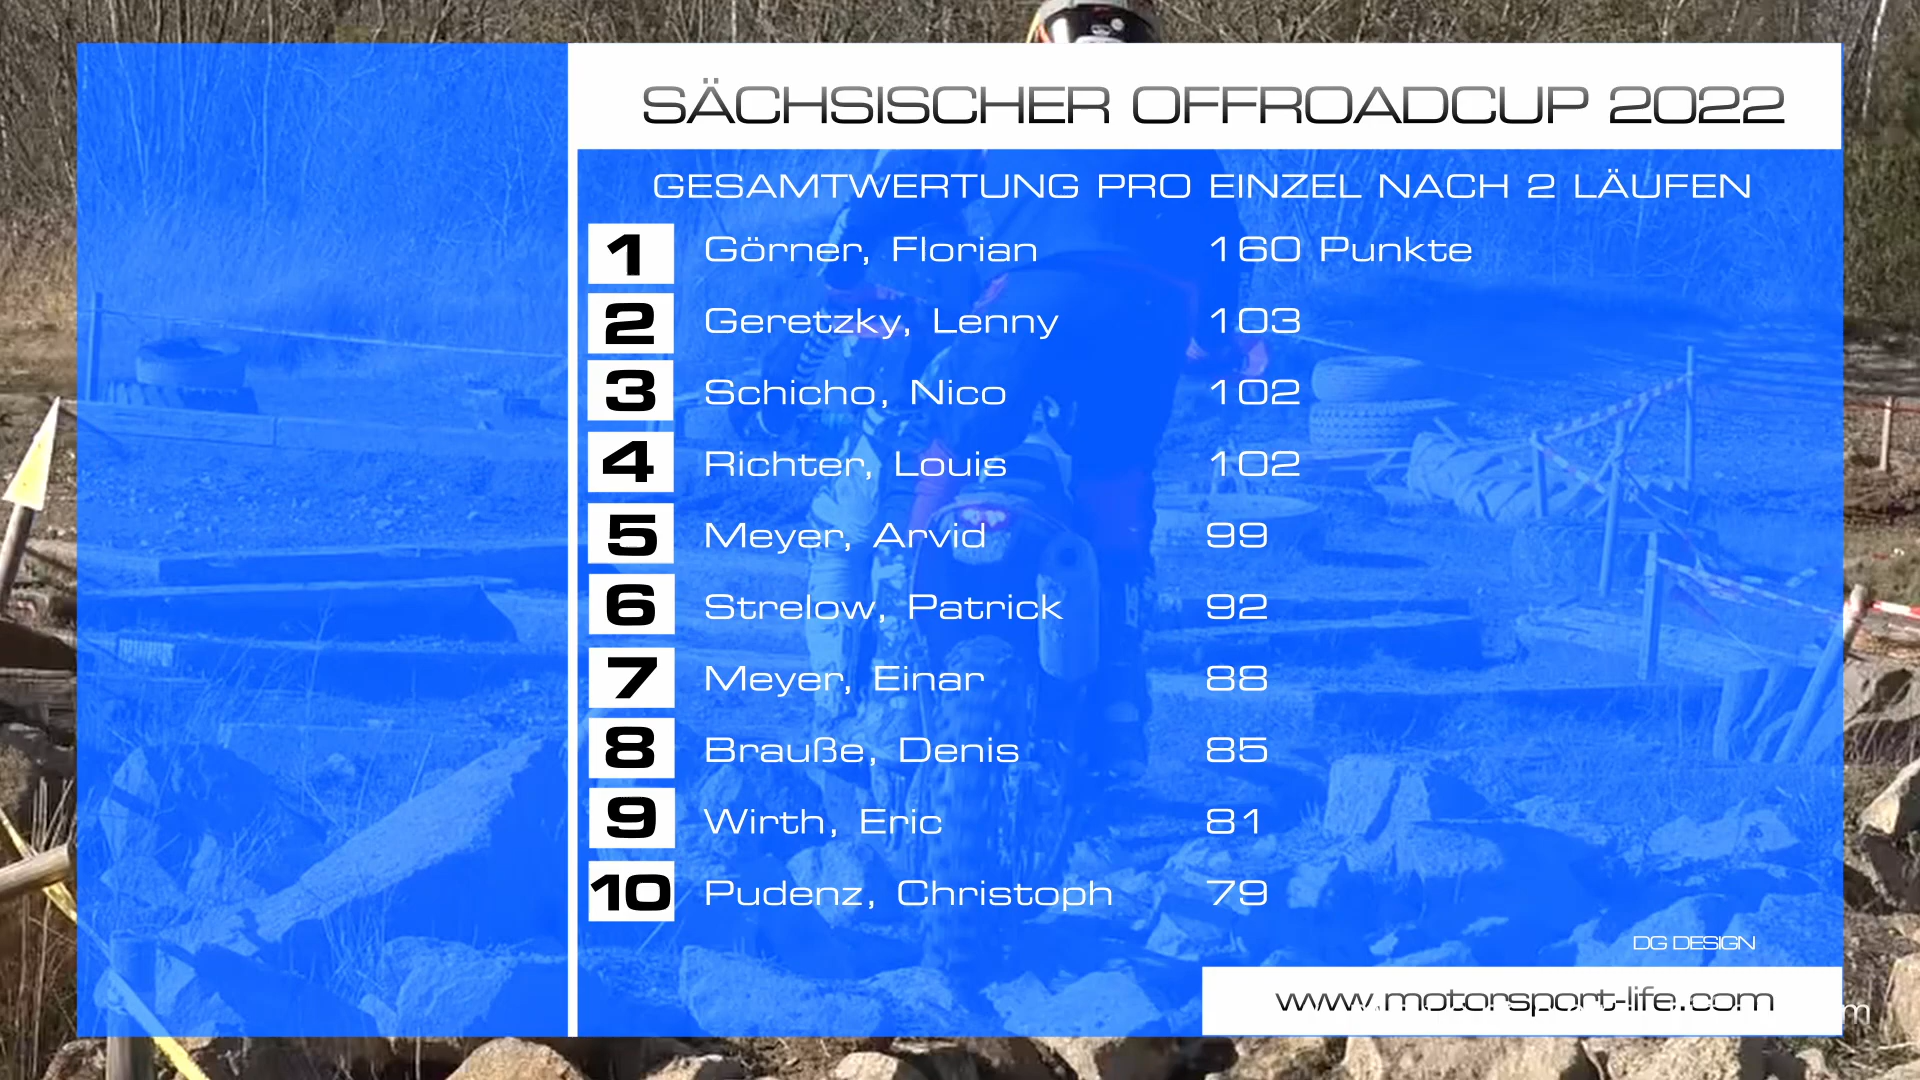 SÄCHSISCHER OFFROADCUP 2022
GESAMTWERTUNG PRO EINZEL NACH 2 LÄUFEN
1 Görner, Florian 160 Punkte
2 Geretzky, Lenny 103
3 Schicho, Nico 102
4 Richter, Louis 102
5 Meyer, Arvid 99
6 Strelow, Patrick 92
7 Meyer, Einar 88
8 Brauße, Denis 85
9 Wirth, Eric 81
10 Pudenz, Christoph 79
DG DESIGN
www.motorsport-life.com